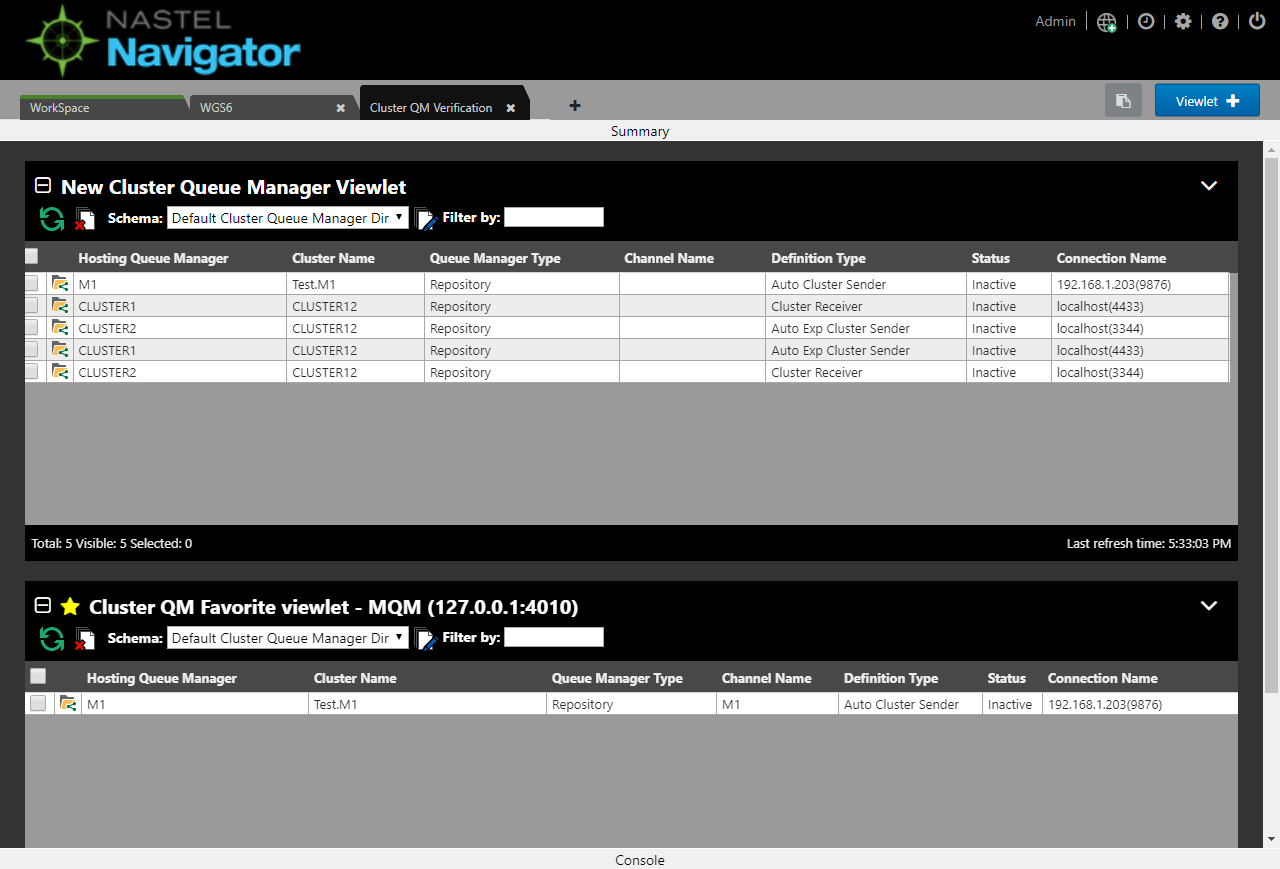 NASTEL
Navigator
Admin
WorkSpace
WGS6
Cluster QM Verification
Viewlet
Summary
New Cluster Queue Manager Viewlet
Schema: Default Cluster Queue Manager Dir Filter by:
Hosting Queue Manager Cluster Name Queue Manager Type Channel Name Definition Type Status Connection Name
M1 Test.M1 Repository Auto Cluster Sender Inactive 192.168.1.203(9876)
CLUSTER1 CLUSTER12 Repository Cluster Receiver Inactive localhost(4433)
CLUSTER2 CLUSTER12 Repository Auto Exp Cluster Sender Inactive localhost(3344)
CLUSTER1 CLUSTER12 Repository Auto Exp Cluster Sender Inactive localhost(4433)
CLUSTER2 CLUSTER12 Repository Cluster Receiver Inactive localhost(3344)
Total: 5 Visible: 5 Selected: 0
Last refresh time: 5:33:03 PM
Cluster QM Favorite viewlet - MQM (127.0.0.1:4010)
Schema: Default Cluster Queue Manager Dir Filter by:
Hosting Queue Manager Cluster Name Queue Manager Type Channel Name Definition Type Status Connection Name
M1 Test.M1 Repository M1 Auto Cluster Sender Inactive 192.168.1.203(9876)
Console